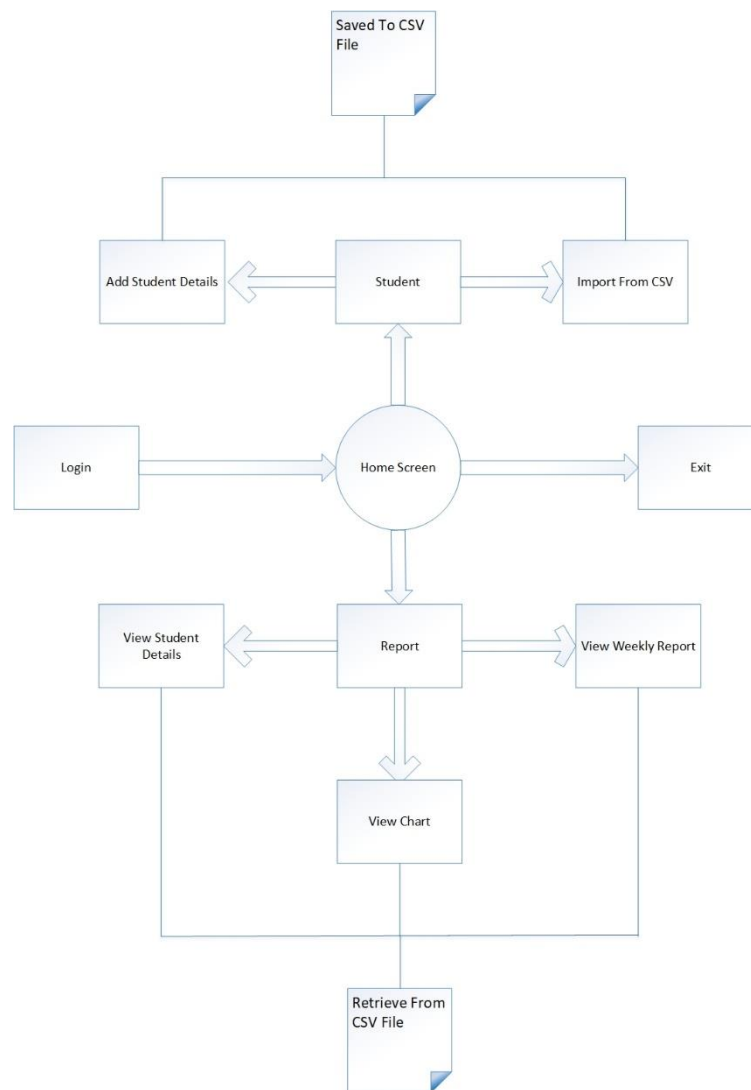 Saved To CSV
File
Add Student Details
Student
Import From CSV
Login
Home Screen
Exit
View Student
Details
Report
View Weekly Report
View Chart
Retrieve From
CSV File